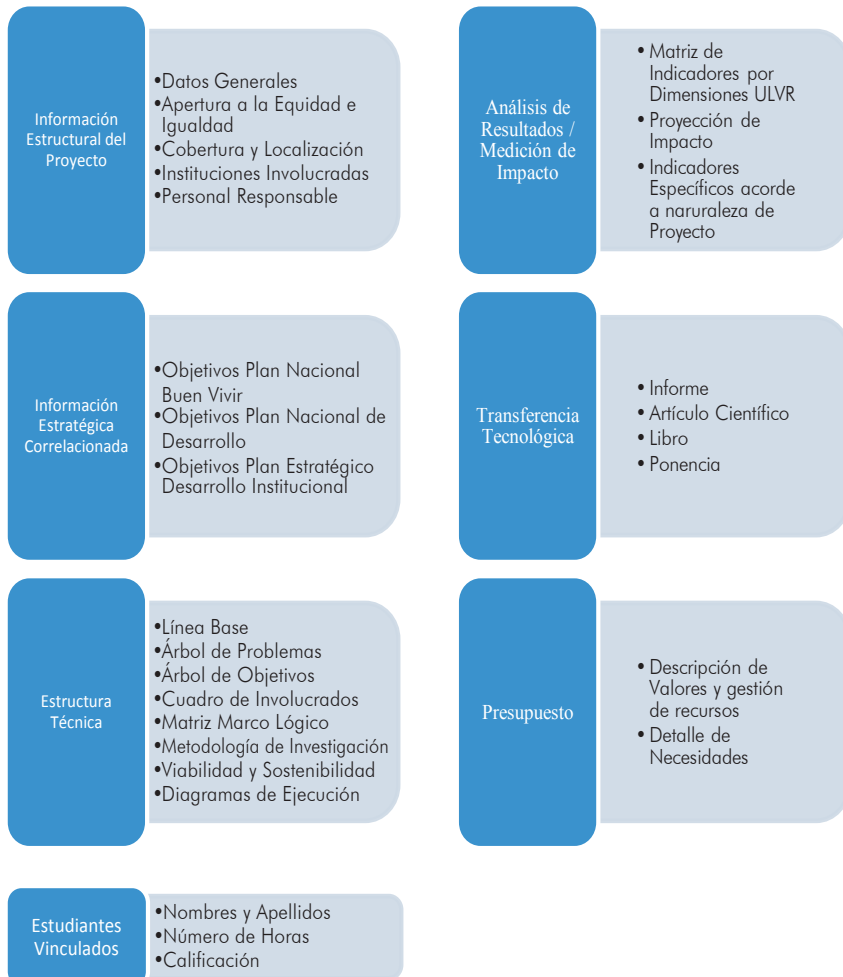 Información
Estructural del
Proyecto
•Datos Generales
•Apertura a la Equidad e
Igualdad
•Cobertura y Localización
•Instituciones Involucradas
•Personal Responsable
Información
Estratégica
Correlacionada
•Objetivos Plan Nacional
Buen Vivir
•Objetivos Plan Nacional de
Desarrollo
•Objetivos Plan Estratégico
Desarrollo Institucional
Estructura
Técnica
•Línea Base
•Árbol de Problemas
•Árbol de Objetivos
•Cuadro de Involucrados
•Matriz Marco Lógico
•Metodología de Investigación
•Viabilidad y Sostenibilidad
•Diagramas de Ejecución
Estudiantes
Vinculados
•Nombres y Apellidos
•Número de Horas
•Calificación
Análisis de
Resultados /
Medición de
Impacto
• Matriz de
Indicadores por
Dimensiones ULVR
• Proyección de
Impacto
• Indicadores
Específicos acorde
a naruraleza de
Proyecto
Transferencia
Tecnológica
• Informe
• Artículo Científico
• Libro
• Ponencia
Presupuesto
• Descripción de
Valores y gestión
de recursos
• Detalle de
Necesidades